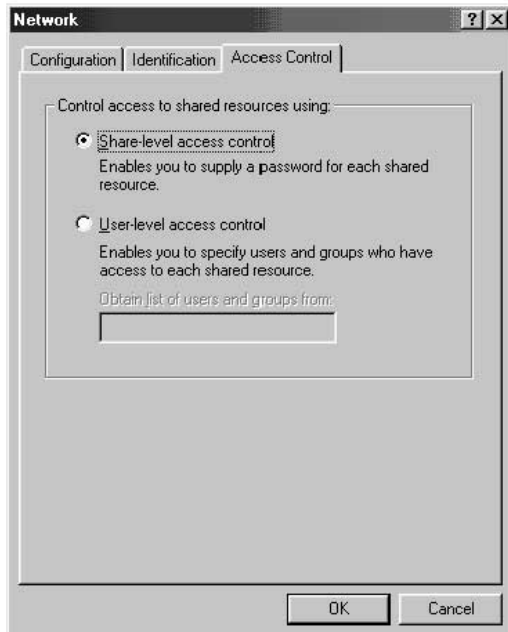 Network
Configuration Identification Access Control
Control access to shared resources using:
Share-level access control
Enables you to supply a password for each shared
resource.
User-level access control
Enables you to specify users and groups who have
access to each shared resource.
Obtain list of users and groups from:
OK Cancel